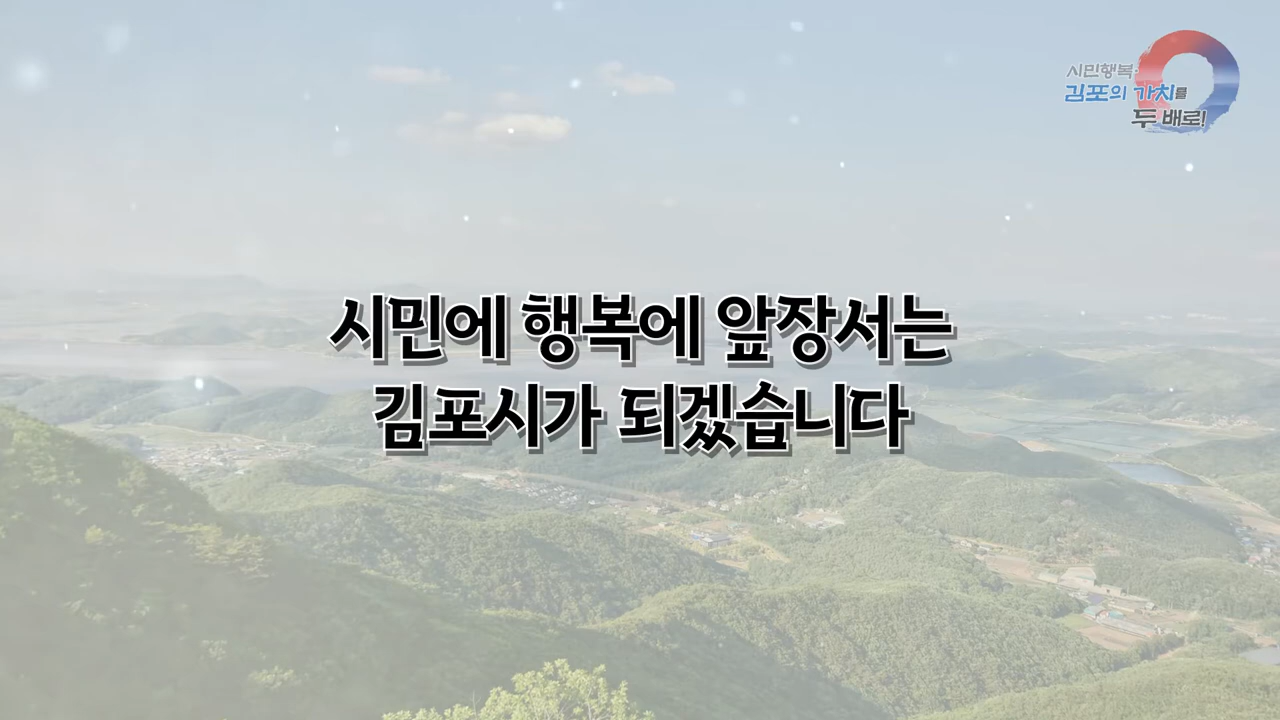 시민행복
김포의 가치를
두 배로!
시민에 행복에 앞장서는
김포시가 되겠습니다